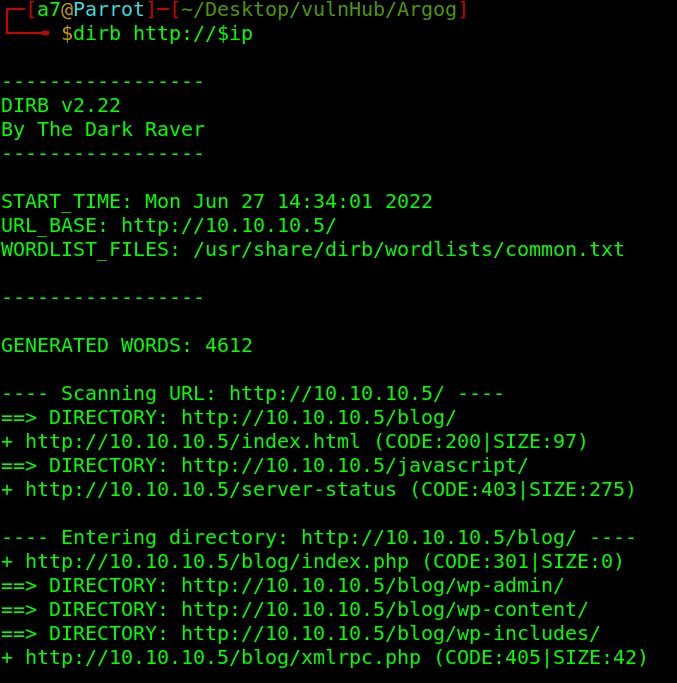 ┌─[a7@Parrot]─[~/Desktop/vulnHub/Argog]
└──╼ $dirb http://$ip
-----------------
DIRB v2.22
By The Dark Raver
-----------------
START_TIME: Mon Jun 27 14:34:01 2022
URL_BASE: http://10.10.10.5/
WORDLIST_FILES: /usr/share/dirb/wordlists/common.txt
-----------------
GENERATED WORDS: 4612
---- Scanning URL: http://10.10.10.5/ ----
==> DIRECTORY: http://10.10.10.5/blog/
+ http://10.10.10.5/index.html (CODE:200|SIZE:97)
==> DIRECTORY: http://10.10.10.5/javascript/
+ http://10.10.10.5/server-status (CODE:403|SIZE:275)
---- Entering directory: http://10.10.10.5/blog/ ----
+ http://10.10.10.5/blog/index.php (CODE:301|SIZE:0)
==> DIRECTORY: http://10.10.10.5/blog/wp-admin/
==> DIRECTORY: http://10.10.10.5/blog/wp-content/
==> DIRECTORY: http://10.10.10.5/blog/wp-includes/
+ http://10.10.10.5/blog/xmlrpc.php (CODE:405|SIZE:42)